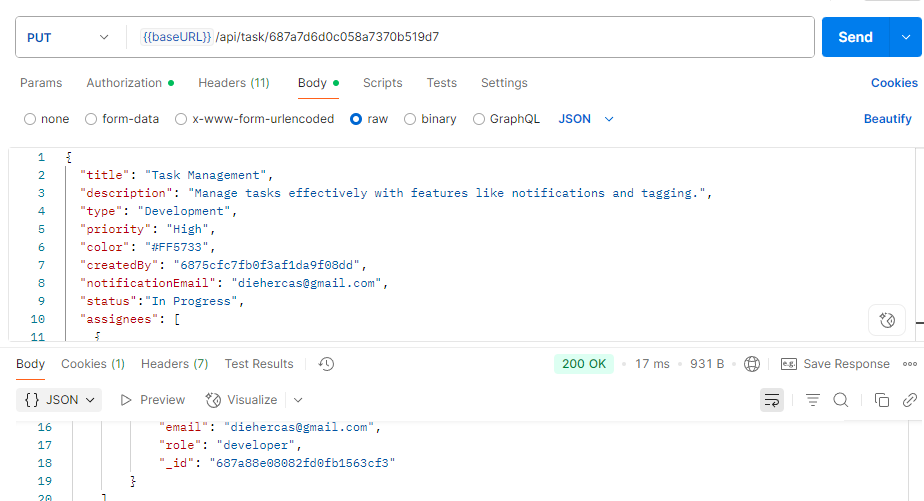 PUT {{baseURL}} /api/task/687a7d6d0c058a7370b519d7 Send
Params Authorization Headers (11) Body Scripts Tests Settings Cookies
none form-data x-www-form-urlencoded raw binary GraphQL JSON Beautify
1 {
2 "title": "Task Management",
3 "description": "Manage tasks effectively with features like notifications and tagging.",
4 "type": "Development",
5 "priority": "High",
6 "color": "#FF5733",
7 "createdBy": "6875cfc7fb0f3af1da9f08dd",
8 "notificationEmail": "diehercas@gmail.com",
9 "status":"In Progress",
10 "assignees": [
11 {
Body Cookies (1) Headers (7) Test Results 200 OK • 17 ms • 931 B • e.g. Save Response
{} JSON Preview Visualize
16 "email": "diehercas@gmail.com",
17 "role": "developer",
18 "_id": "687a88e08082fd0fb1563cf3"
19 }
20 ]